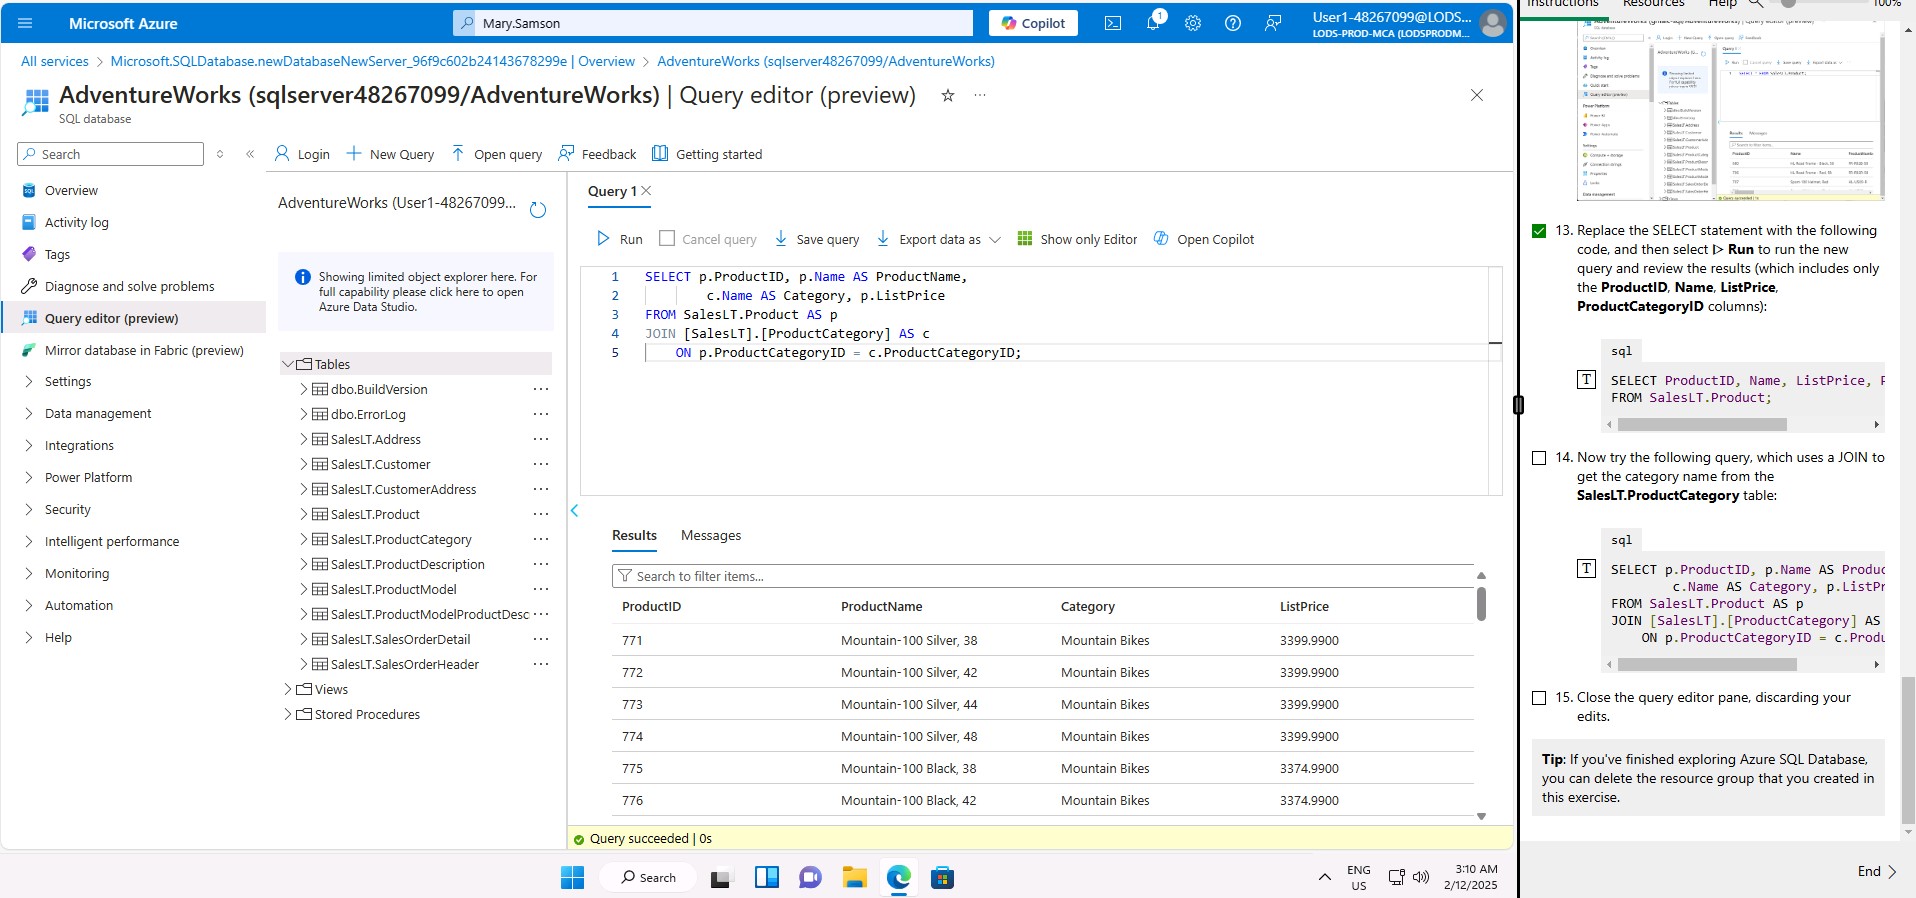 Microsoft Azure
Mary.Samson
Copilot
1
User1-48267099@LODS...
LODS-PROD-MCA (LODSPRODM...
All services > Microsoft.SQLDatabase.newDatabaseNewServer_96f9c602b24143678299e | Overview > AdventureWorks (sqlserver48267099/AdventureWorks)
AdventureWorks (sqlserver48267099/AdventureWorks) | Query editor (preview)
SQL database
Search
Login
New Query
Open query
Feedback
Getting started
Overview
Activity log
Tags
Diagnose and solve problems
Query editor (preview)
Mirror database in Fabric (preview)
Settings
Data management
Integrations
Power Platform
Security
Intelligent performance
Monitoring
Automation
Help
AdventureWorks (User1-48267099...
Showing limited object explorer here. For
full capability please click here to open
Azure Data Studio.
Tables
dbo.BuildVersion
dbo.ErrorLog
SalesLT.Address
SalesLT.Customer
SalesLT.CustomerAddress
SalesLT.Product
SalesLT.ProductCategory
SalesLT.ProductDescription
SalesLT.ProductModel
SalesLT.ProductModelProductDesc
SalesLT.SalesOrderDetail
SalesLT.SalesOrderHeader
Views
Stored Procedures
Query 1
Run
Cancel query
Save query
Export data as
Show only Editor
Open Copilot
1 SELECT p.ProductID, p.Name AS ProductName,
2 c.Name AS Category, p.ListPrice
3 FROM SalesLT.Product AS p
4 JOIN [SalesLT].[ProductCategory] AS c
5 ON p.ProductCategoryID = c.ProductCategoryID;
Results Messages
Search to filter items...
ProductID ProductName Category ListPrice
771 Mountain-100 Silver, 38 Mountain Bikes 3399.9900
772 Mountain-100 Silver, 42 Mountain Bikes 3399.9900
773 Mountain-100 Silver, 44 Mountain Bikes 3399.9900
774 Mountain-100 Silver, 48 Mountain Bikes 3399.9900
775 Mountain-100 Black, 38 Mountain Bikes 3374.9900
776 Mountain-100 Black, 42 Mountain Bikes 3374.9900
Query succeeded | 0s
Search
ENG
US
3:10 AM
2/12/2025
Instructions Resources Help 100%
13. Replace the SELECT statement with the following
code, and then select ▷ Run to run the new
query and review the results (which includes only
the ProductID, Name, ListPrice,
ProductCategoryID columns):
sql
T
SELECT ProductID, Name, ListPrice, P
FROM SalesLT.Product;
14. Now try the following query, which uses a JOIN to
get the category name from the
SalesLT.ProductCategory table:
sql
T
SELECT p.ProductID, p.Name AS Produc
c.Name AS Category, p.ListPr
FROM SalesLT.Product AS p
JOIN [SalesLT].[ProductCategory] AS
ON p.ProductCategoryID = c.Produ
15. Close the query editor pane, discarding your
edits.
Tip: If you've finished exploring Azure SQL Database,
you can delete the resource group that you created in
this exercise.
End